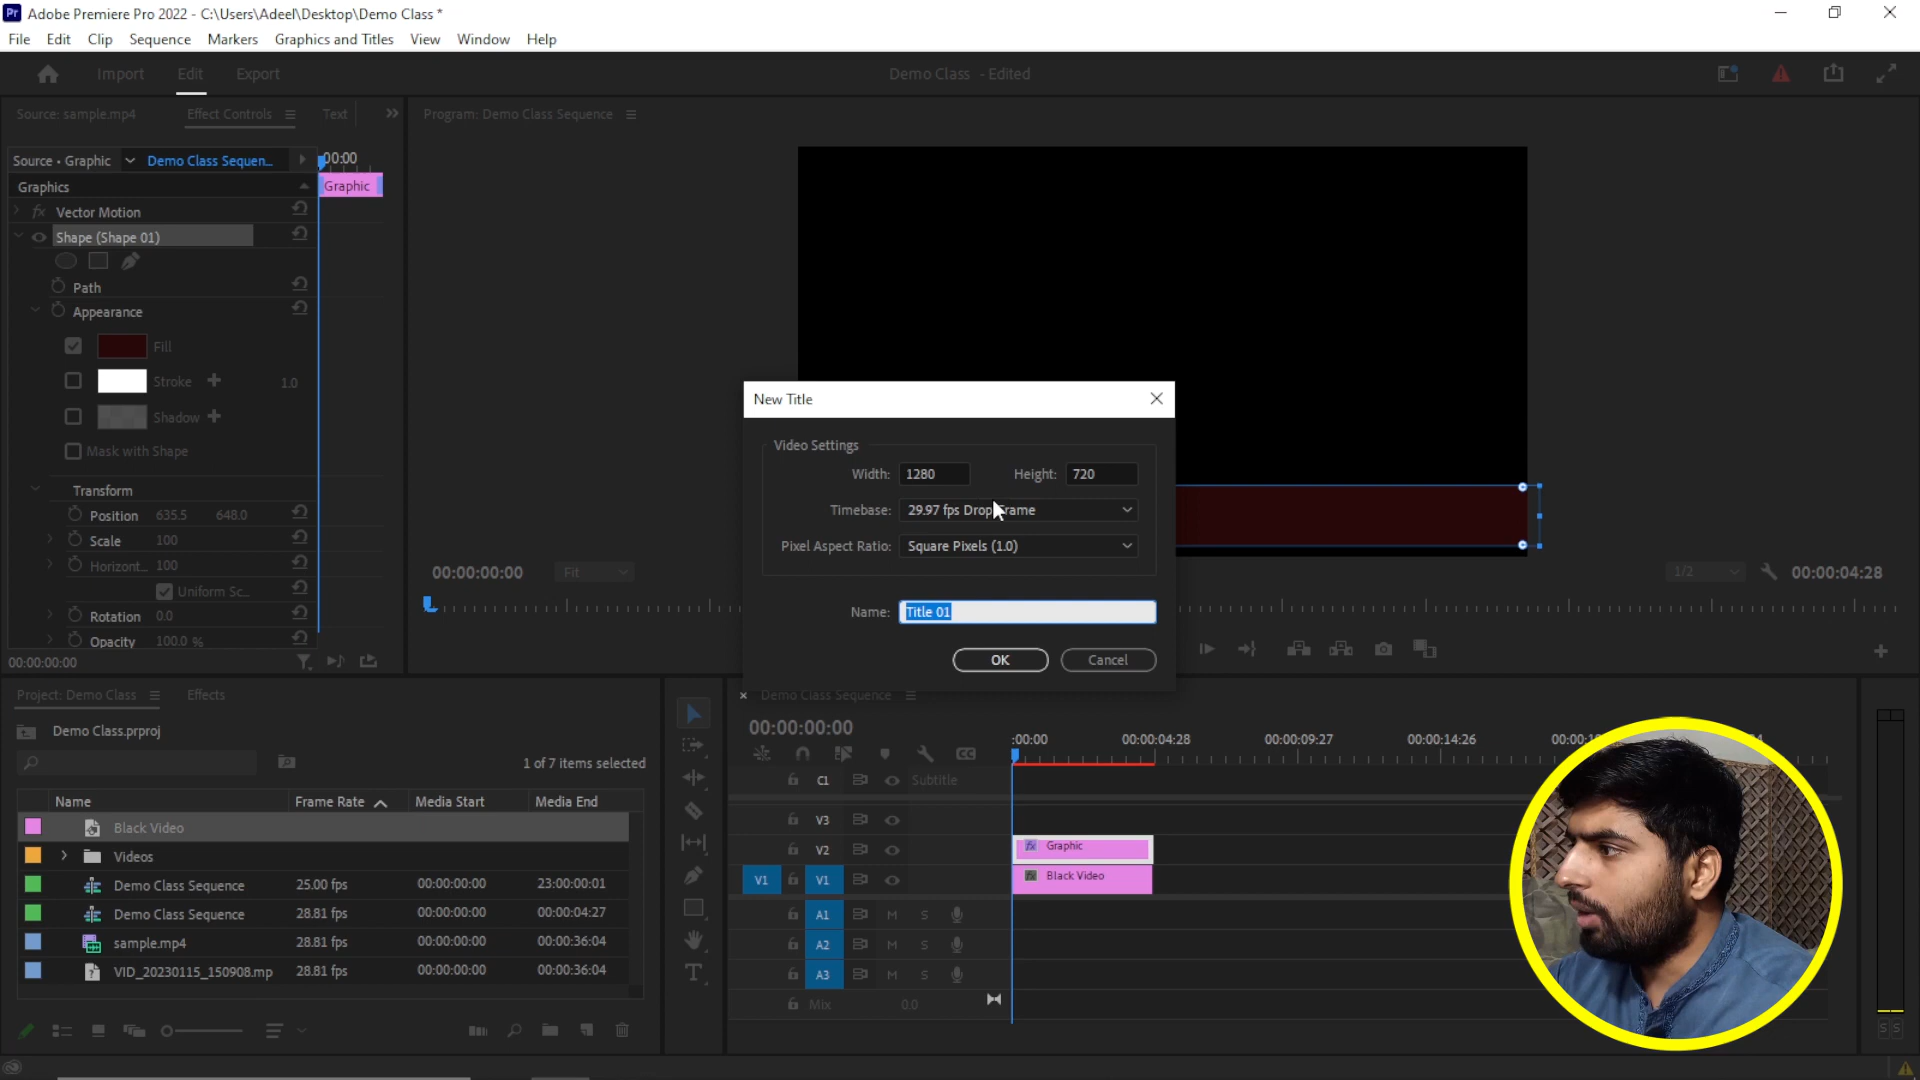 Pr Adobe Premiere Pro 2022 - C:\Users\Adeel\Desktop\Demo Class *
File Edit Clip Sequence Markers Graphics and Titles View Window Help
Import Edit Export Demo Class - Edited
Source: sample.mp4 Effect Controls Text Program: Demo Class Sequence
Source • Graphic Demo Class Sequen... 00:00
Graphics Graphic
fx Vector Motion
Shape (Shape 01)
Path
Appearance
Fill
Stroke 1.0
Shadow
Mask with Shape
Transform
Position 635.5 648.0
Scale 100
Horizont... 100
Uniform Sc...
Rotation 0.0
Opacity 100.0 %
00:00:00:00
New Title
Video Settings
Width: 1280 Height: 720
Timebase: 29.97 fps Drop-Frame
Pixel Aspect Ratio: Square Pixels (1.0)
Name: Title 01
OK Cancel
00:00:00:00 Fit 1/2 00:00:04:28
Project: Demo Class Effects
Demo Class.prproj
1 of 7 items selected
Name Frame Rate Media Start Media End
Black Video
Videos
Demo Class Sequence 25.00 fps 00:00:00:00 23:00:00:01
Demo Class Sequence 28.81 fps 00:00:00:00 00:00:04:27
sample.mp4 28.81 fps 00:00:00:00 00:00:36:04
VID_20230115_150908.mp 28.81 fps 00:00:00:00 00:00:36:04
Demo Class Sequence
00:00:00:00
:00:00 00:00:04:28 00:00:09:27 00:00:14:26
C1 Subtitle
V3
V2 fx Graphic
V1 V1 fx Black Video
A1 M S
A2 M S
A3 M S
Mix 0.0
S S